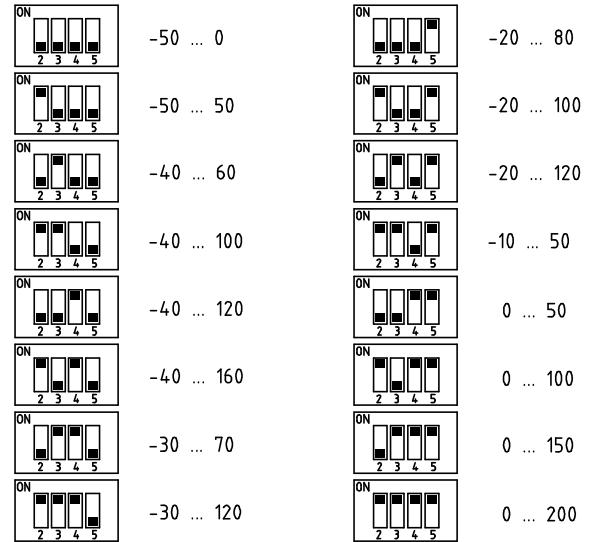 ON
2 3 4 5
-50 ... 0
ON
2 3 4 5
-50 ... 50
ON
2 3 4 5
-40 ... 60
ON
2 3 4 5
-40 ... 100
ON
2 3 4 5
-40 ... 120
ON
2 3 4 5
-40 ... 160
ON
2 3 4 5
-30 ... 70
ON
2 3 4 5
-30 ... 120
ON
2 3 4 5
-20 ... 80
ON
2 3 4 5
-20 ... 100
ON
2 3 4 5
-20 ... 120
ON
2 3 4 5
-10 ... 50
ON
2 3 4 5
0 ... 50
ON
2 3 4 5
0 ... 100
ON
2 3 4 5
0 ... 150
ON
2 3 4 5
0 ... 200